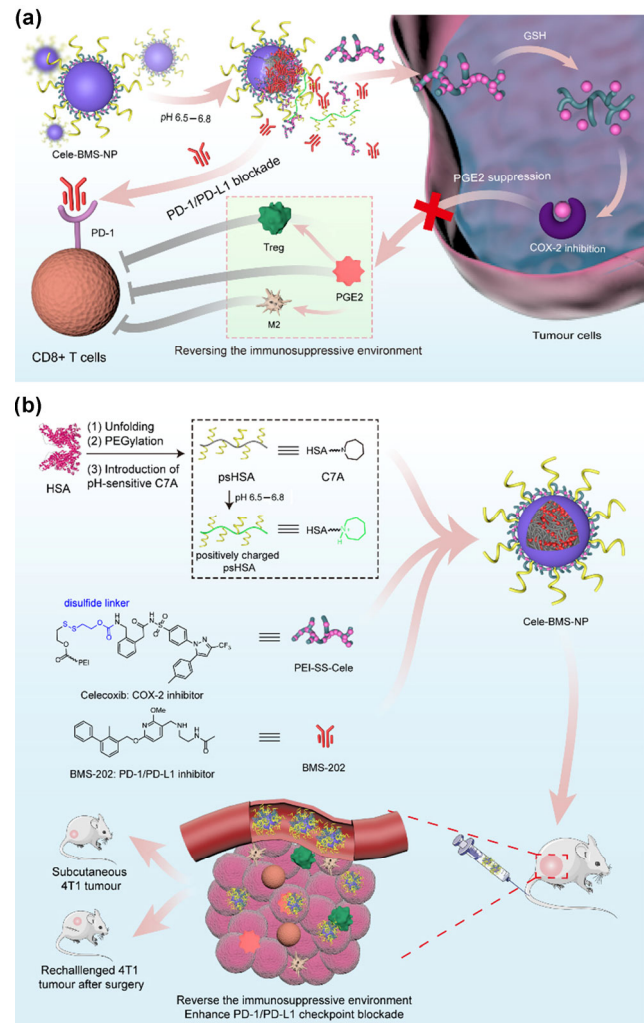 (a)
GSH
pH 6.5–6.8
Cele-BMS-NP
PD-1/PD-L1 blockade
PGE2 suppression
PD-1
Treg
COX-2 inhibition
PGE2
M2
Tumour cells
CD8+ T cells
Reversing the immunosuppressive environment
(b)
(1) Unfolding
(2) PEGylation
(3) Introduction of
pH-sensitive C7A
HSA
HSA
N
psHSA
C7A
pH 6.5–6.8
HSA
H
positively charged
psHSA
Cele-BMS-NP
disulfide linker
PEI
CF3
PEI-SS-Cele
Celecoxib: COX-2 inhibitor
OMe
BMS-202
BMS-202: PD-1/PD-L1 inhibitor
Subcutaneous
4T1 tumour
Rechalllenged 4T1
tumour after surgery
Reverse the immunosuppressive environment
Enhance PD-1/PD-L1 checkpoint blockade